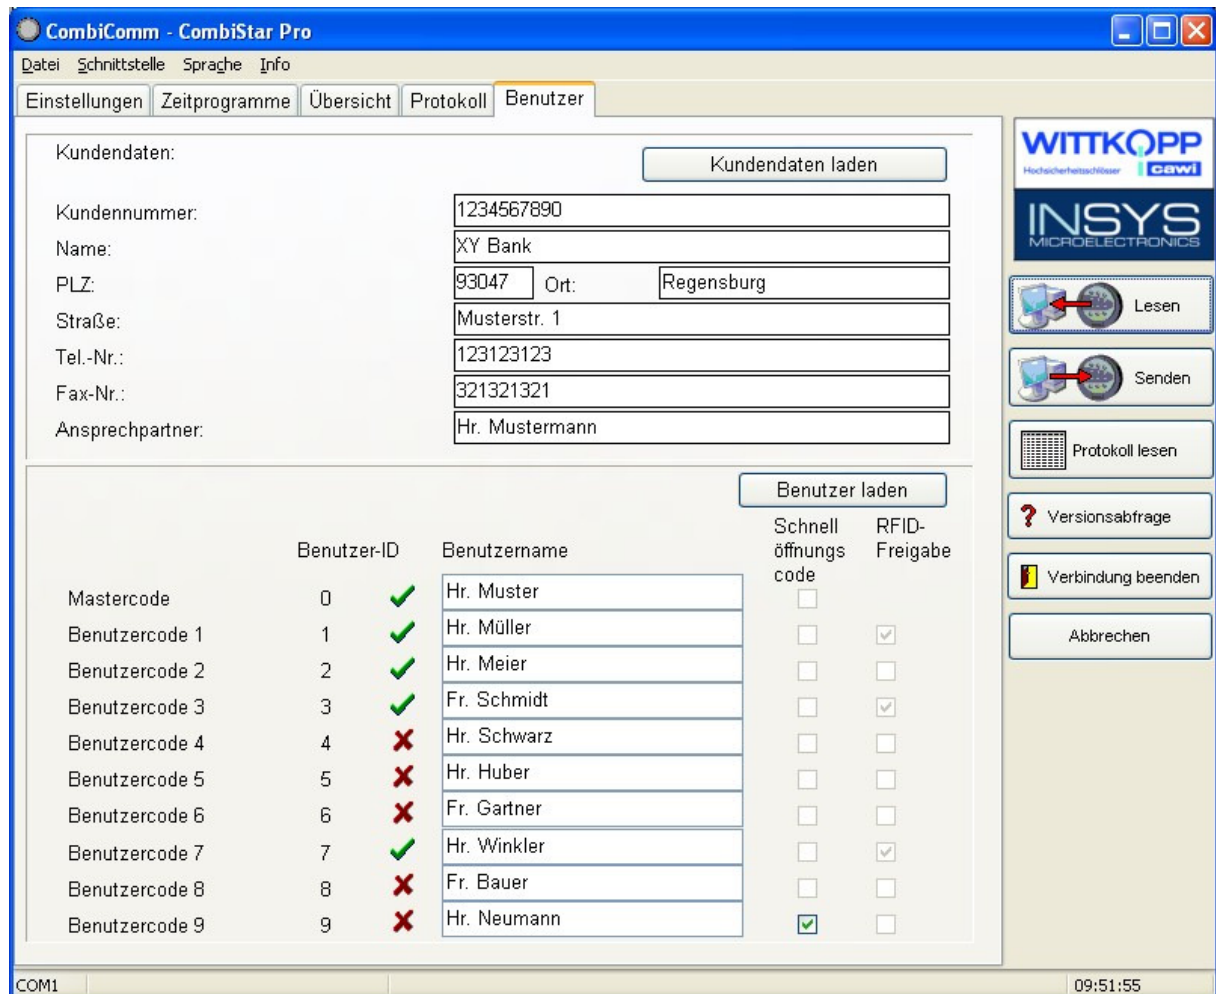 CombiComm - CombiStar Pro
Datei Schnittstelle Sprache Info
Einstellungen Zeitprogramme Übersicht Protokoll Benutzer
Kundendaten:
Kundendaten laden
Kundennummer: 1234567890
Name: XY Bank
PLZ: 93047 Ort: Regensburg
Straße: Musterstr. 1
Tel.-Nr.: 123123123
Fax-Nr.: 321321321
Ansprechpartner: Hr. Mustermann
Benutzer laden
Benutzer-ID Benutzername
Schnell
öffnungs
code
RFID-
Freigabe
Mastercode 0 Hr. Muster
Benutzercode 1 1 Hr. Müller
Benutzercode 2 2 Hr. Meier
Benutzercode 3 3 Fr. Schmidt
Benutzercode 4 4 Hr. Schwarz
Benutzercode 5 5 Hr. Huber
Benutzercode 6 6 Fr. Gartner
Benutzercode 7 7 Hr. Winkler
Benutzercode 8 8 Fr. Bauer
Benutzercode 9 9 Hr. Neumann
WITTKOPP
Hochsicherheitsschlösser cawi
INSYS
MICROELECTRONICS
Lesen
Senden
Protokoll lesen
Versionsabfrage
Verbindung beenden
Abbrechen
COM1 09:51:55